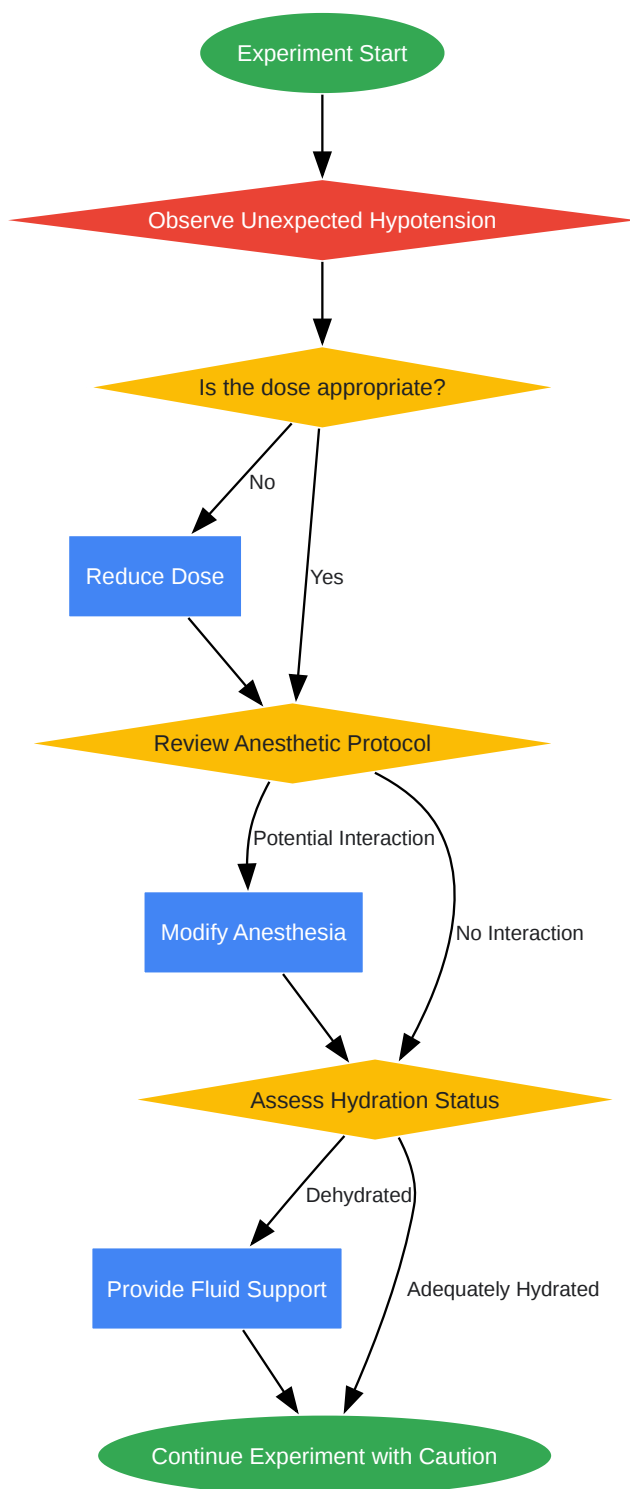 Experiment Start
Observe Unexpected Hypotension
Is the dose appropriate?
No
Reduce Dose
Yes
Review Anesthetic Protocol
Potential Interaction
Modify Anesthesia
No Interaction
Assess Hydration Status
Dehydrated
Provide Fluid Support
Adequately Hydrated
Continue Experiment with Caution